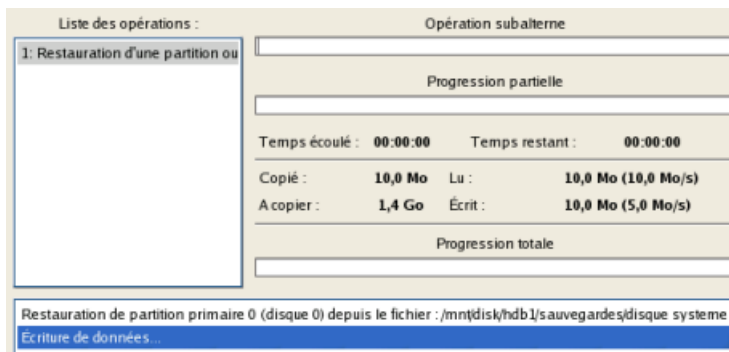 Liste des opérations :
Opération subalterne
1: Restauration d'une partition ou
Progression partielle
Temps écoulé : 00:00:00 Temps restant : 00:00:00
Copié : 10,0 Mo Lu : 10,0 Mo (10,0 Mo/s)
A copier : 1,4 Go Écrit : 10,0 Mo (5,0 Mo/s)
Progression totale
Restauration de partition primaire 0 (disque 0) depuis le fichier : /mnt/disk/hdb1/sauvegardes/disque systeme
Écriture de données...